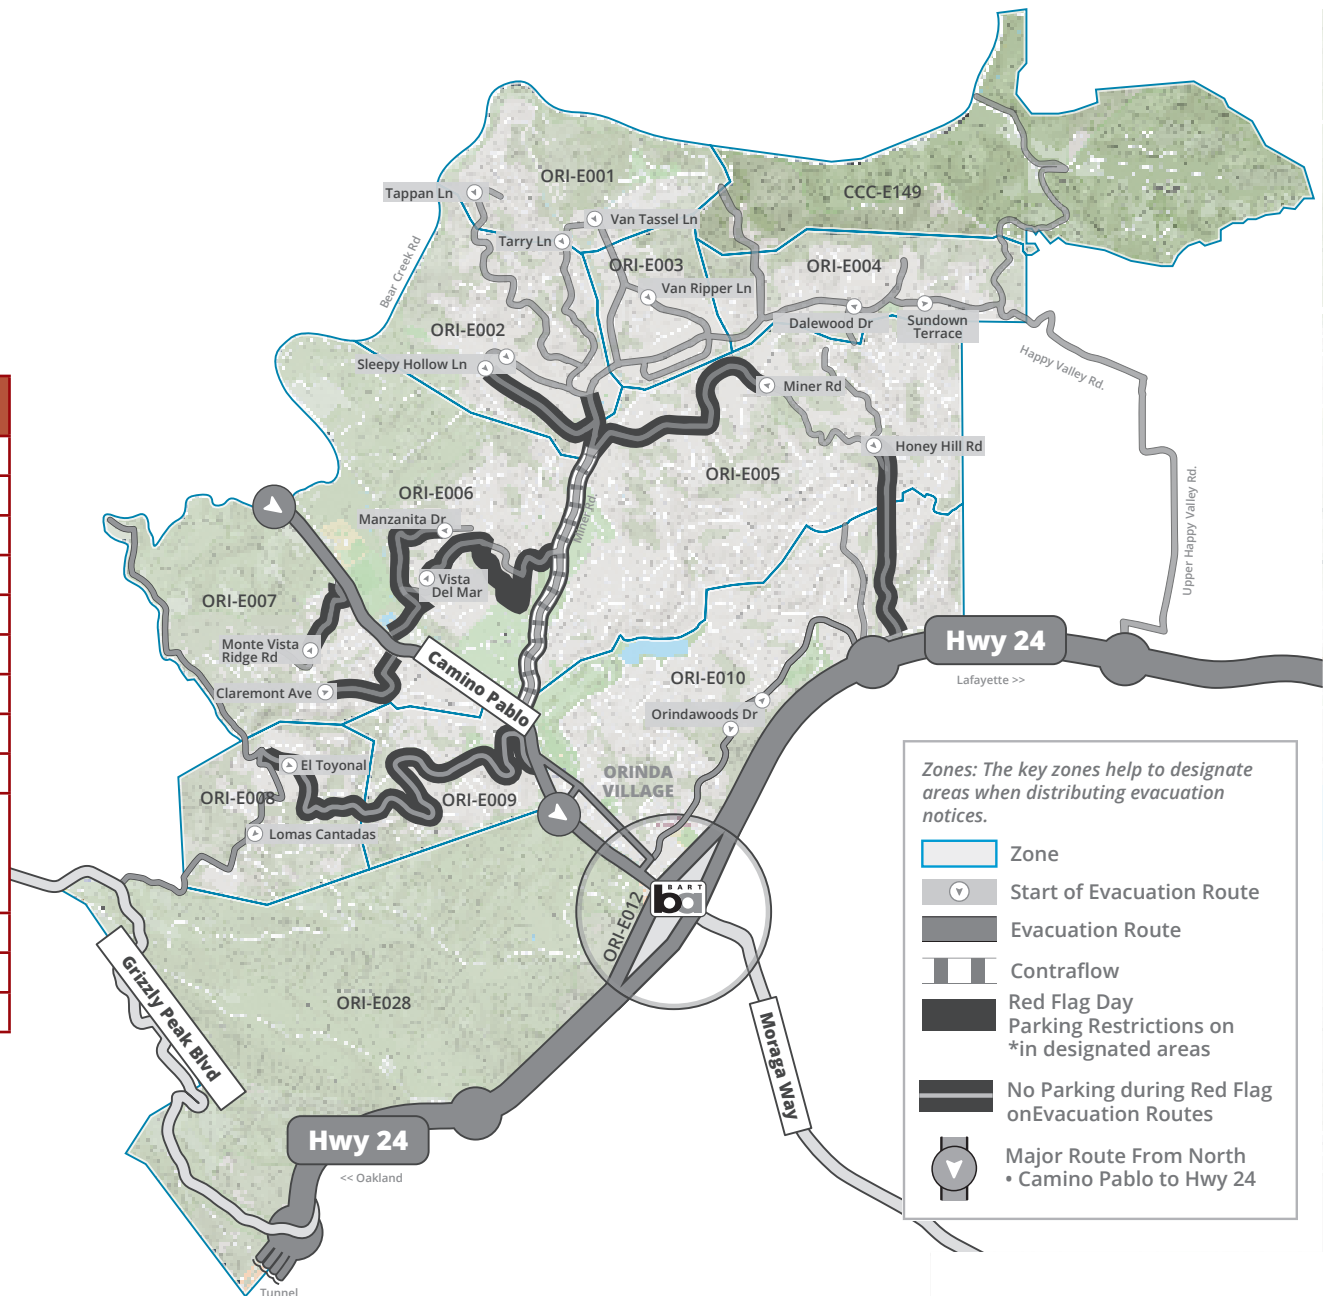 ORI-E001
CCC-E149
Tappan Ln
Van Tassel Ln
Tarry Ln
Bear Creek Rd
ORI-E003
ORI-E004
Van Ripper Ln
Dalewood Dr
Sundown
Terrace
ORI-E002
Sleepy Hollow Ln
Happy Valley Rd.
Miner Rd
Honey Hill Rd
ORI-E005
Upper Happy Valley Rd.
ORI-E006
Manzanita Dr
Miner Rd.
Vista
Del Mar
ORI-E007
Monte Vista
Ridge Rd
Claremont Ave
Camino Pablo
Hwy 24
Lafayette >>
ORI-E010
Orindawoods Dr
El Toyonal
ORI-E008
ORI-E009
ORINDA
VILLAGE
Lomas Cantadas
BART
ba
ORI-E012
Grizzly Peak Blvd
ORI-E028
Moraga Way
Hwy 24
<< Oakland
Tunnel
Zones: The key zones help to designate
areas when distributing evacuation
notices.
Zone
Start of Evacuation Route
Evacuation Route
Contraflow
Red Flag Day
Parking Restrictions on
*in designated areas
No Parking during Red Flag
onEvacuation Routes
Major Route From North
• Camino Pablo to Hwy 24